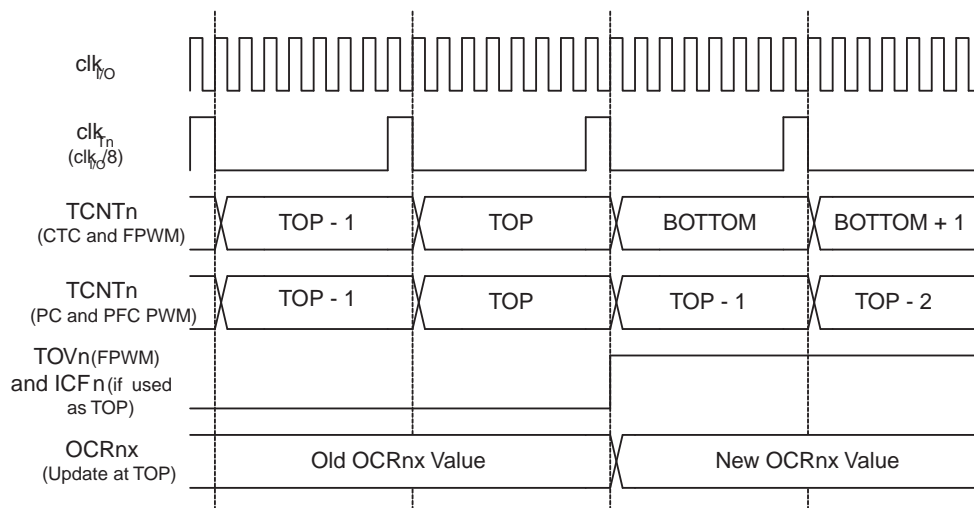 clkI/O
clkTn
(clkI/O/8)
TCNTn
(CTC and FPWM)
TOP - 1
TOP
BOTTOM
BOTTOM + 1
TCNTn
(PC and PFC PWM)
TOP - 1
TOP
TOP - 1
TOP - 2
TOVn(FPWM)
and ICFn(if used
as TOP)
OCRnx
(Update at TOP)
Old OCRnx Value
New OCRnx Value